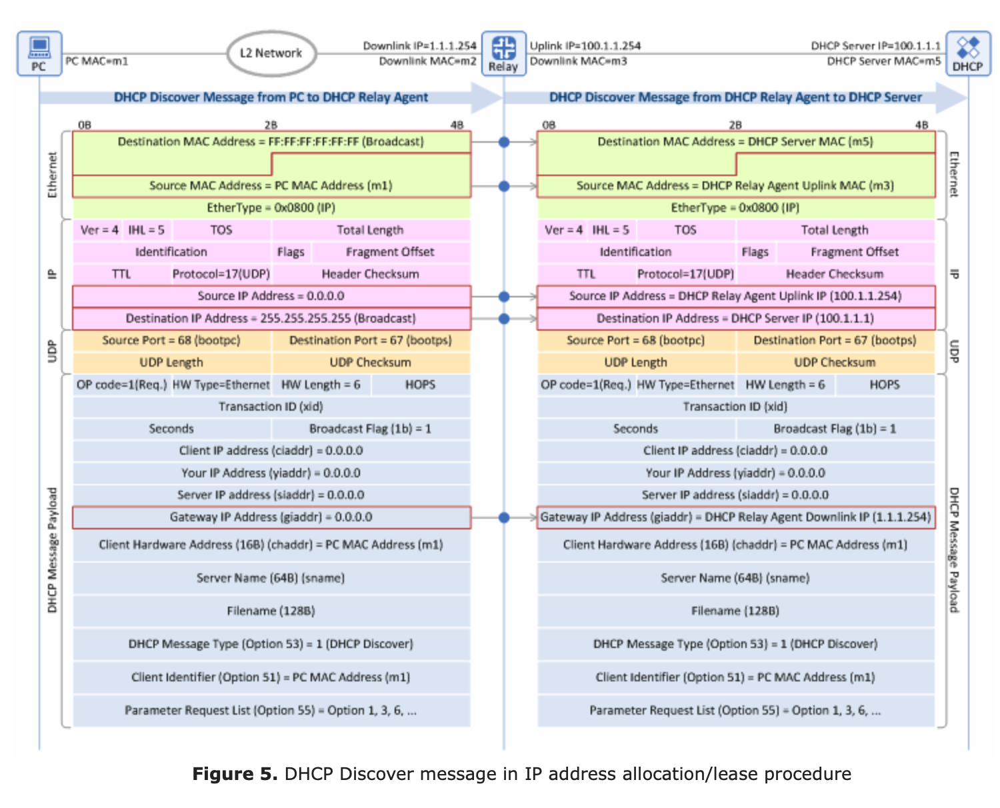 PC
PC MAC=m1
L2 Network
Downlink IP=1.1.1.254
Downlink MAC=m2
Relay
Uplink IP=100.1.1.254
Downlink MAC=m3
DHCP Server IP=100.1.1.1
DHCP Server MAC=m5
DHCP
DHCP Discover Message from PC to DHCP Relay Agent
DHCP Discover Message from DHCP Relay Agent to DHCP Server
0B 2B 4B
Ethernet
Destination MAC Address = FF:FF:FF:FF:FF:FF (Broadcast)
Source MAC Address = PC MAC Address (m1)
EtherType = 0x0800 (IP)
IP
Ver = 4 IHL = 5 TOS Total Length
Identification Flags Fragment Offset
TTL Protocol=17(UDP) Header Checksum
Source IP Address = 0.0.0.0
Destination IP Address = 255.255.255.255 (Broadcast)
UDP
Source Port = 68 (bootpc) Destination Port = 67 (bootps)
UDP Length UDP Checksum
DHCP Message Payload
OP code=1(Req.) HW Type=Ethernet HW Length = 6 HOPS
Transaction ID (xid)
Seconds Broadcast Flag (1b) = 1
Client IP address (ciaddr) = 0.0.0.0
Your IP Address (yiaddr) = 0.0.0.0
Server IP address (siaddr) = 0.0.0.0
Gateway IP Address (giaddr) = 0.0.0.0
Client Hardware Address (16B) (chaddr) = PC MAC Address (m1)
Server Name (64B) (sname)
Filename (128B)
DHCP Message Type (Option 53) = 1 (DHCP Discover)
Client Identifier (Option 51) = PC MAC Address (m1)
Parameter Request List (Option 55) = Option 1, 3, 6, ...
0B 2B 4B
Ethernet
Destination MAC Address = DHCP Server MAC (m5)
Source MAC Address = DHCP Relay Agent Uplink MAC (m3)
EtherType = 0x0800 (IP)
IP
Ver = 4 IHL = 5 TOS Total Length
Identification Flags Fragment Offset
TTL Protocol=17(UDP) Header Checksum
Source IP Address = DHCP Relay Agent Uplink IP (100.1.1.254)
Destination IP Address = DHCP Server IP (100.1.1.1)
UDP
Source Port = 68 (bootpc) Destination Port = 67 (bootps)
UDP Length UDP Checksum
DHCP Message Payload
OP code=1(Req.) HW Type=Ethernet HW Length = 6 HOPS
Transaction ID (xid)
Seconds Broadcast Flag (1b) = 1
Client IP address (ciaddr) = 0.0.0.0
Your IP Address (yiaddr) = 0.0.0.0
Server IP address (siaddr) = 0.0.0.0
Gateway IP Address (giaddr) = DHCP Relay Agent Downlink IP (1.1.1.254)
Client Hardware Address (16B) (chaddr) = PC MAC Address (m1)
Server Name (64B) (sname)
Filename (128B)
DHCP Message Type (Option 53) = 1 (DHCP Discover)
Client Identifier (Option 51) = PC MAC Address (m1)
Parameter Request List (Option 55) = Option 1, 3, 6, ...
Figure 5. DHCP Discover message in IP address allocation/lease procedure